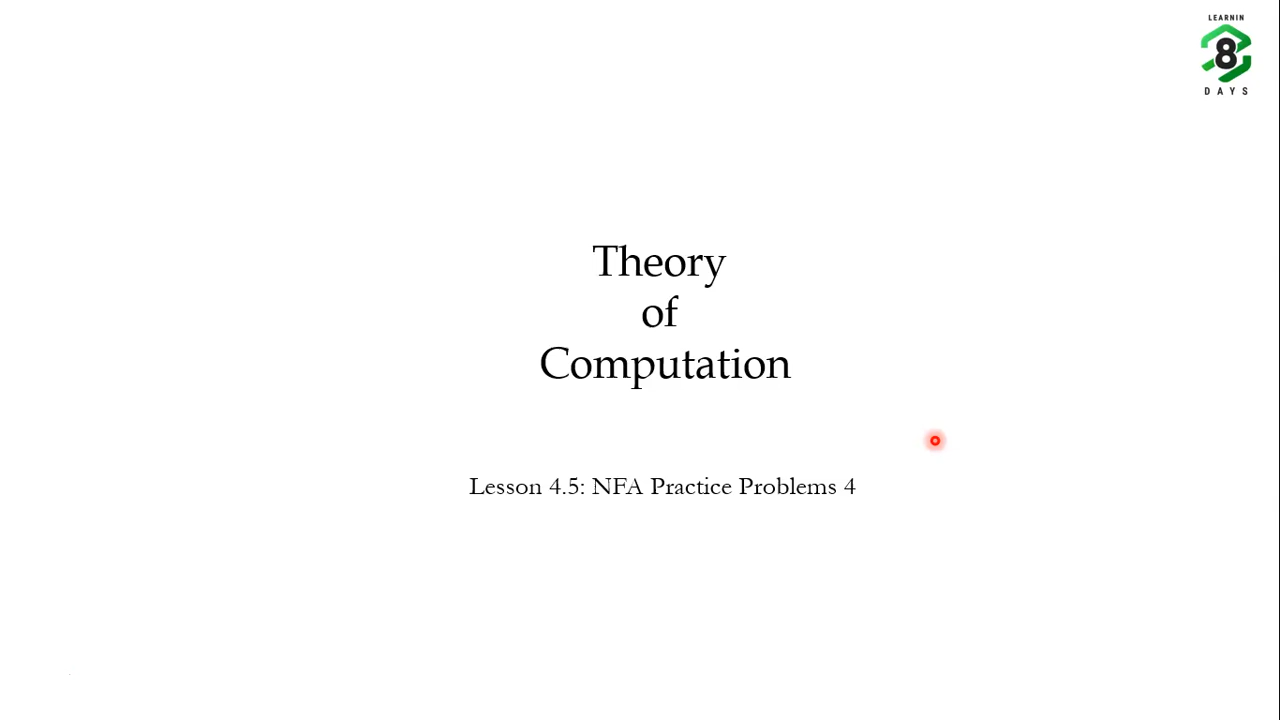 LEARNIN
8
DAYS
Theory
of
Computation
Lesson 4.5: NFA Practice Problems 4